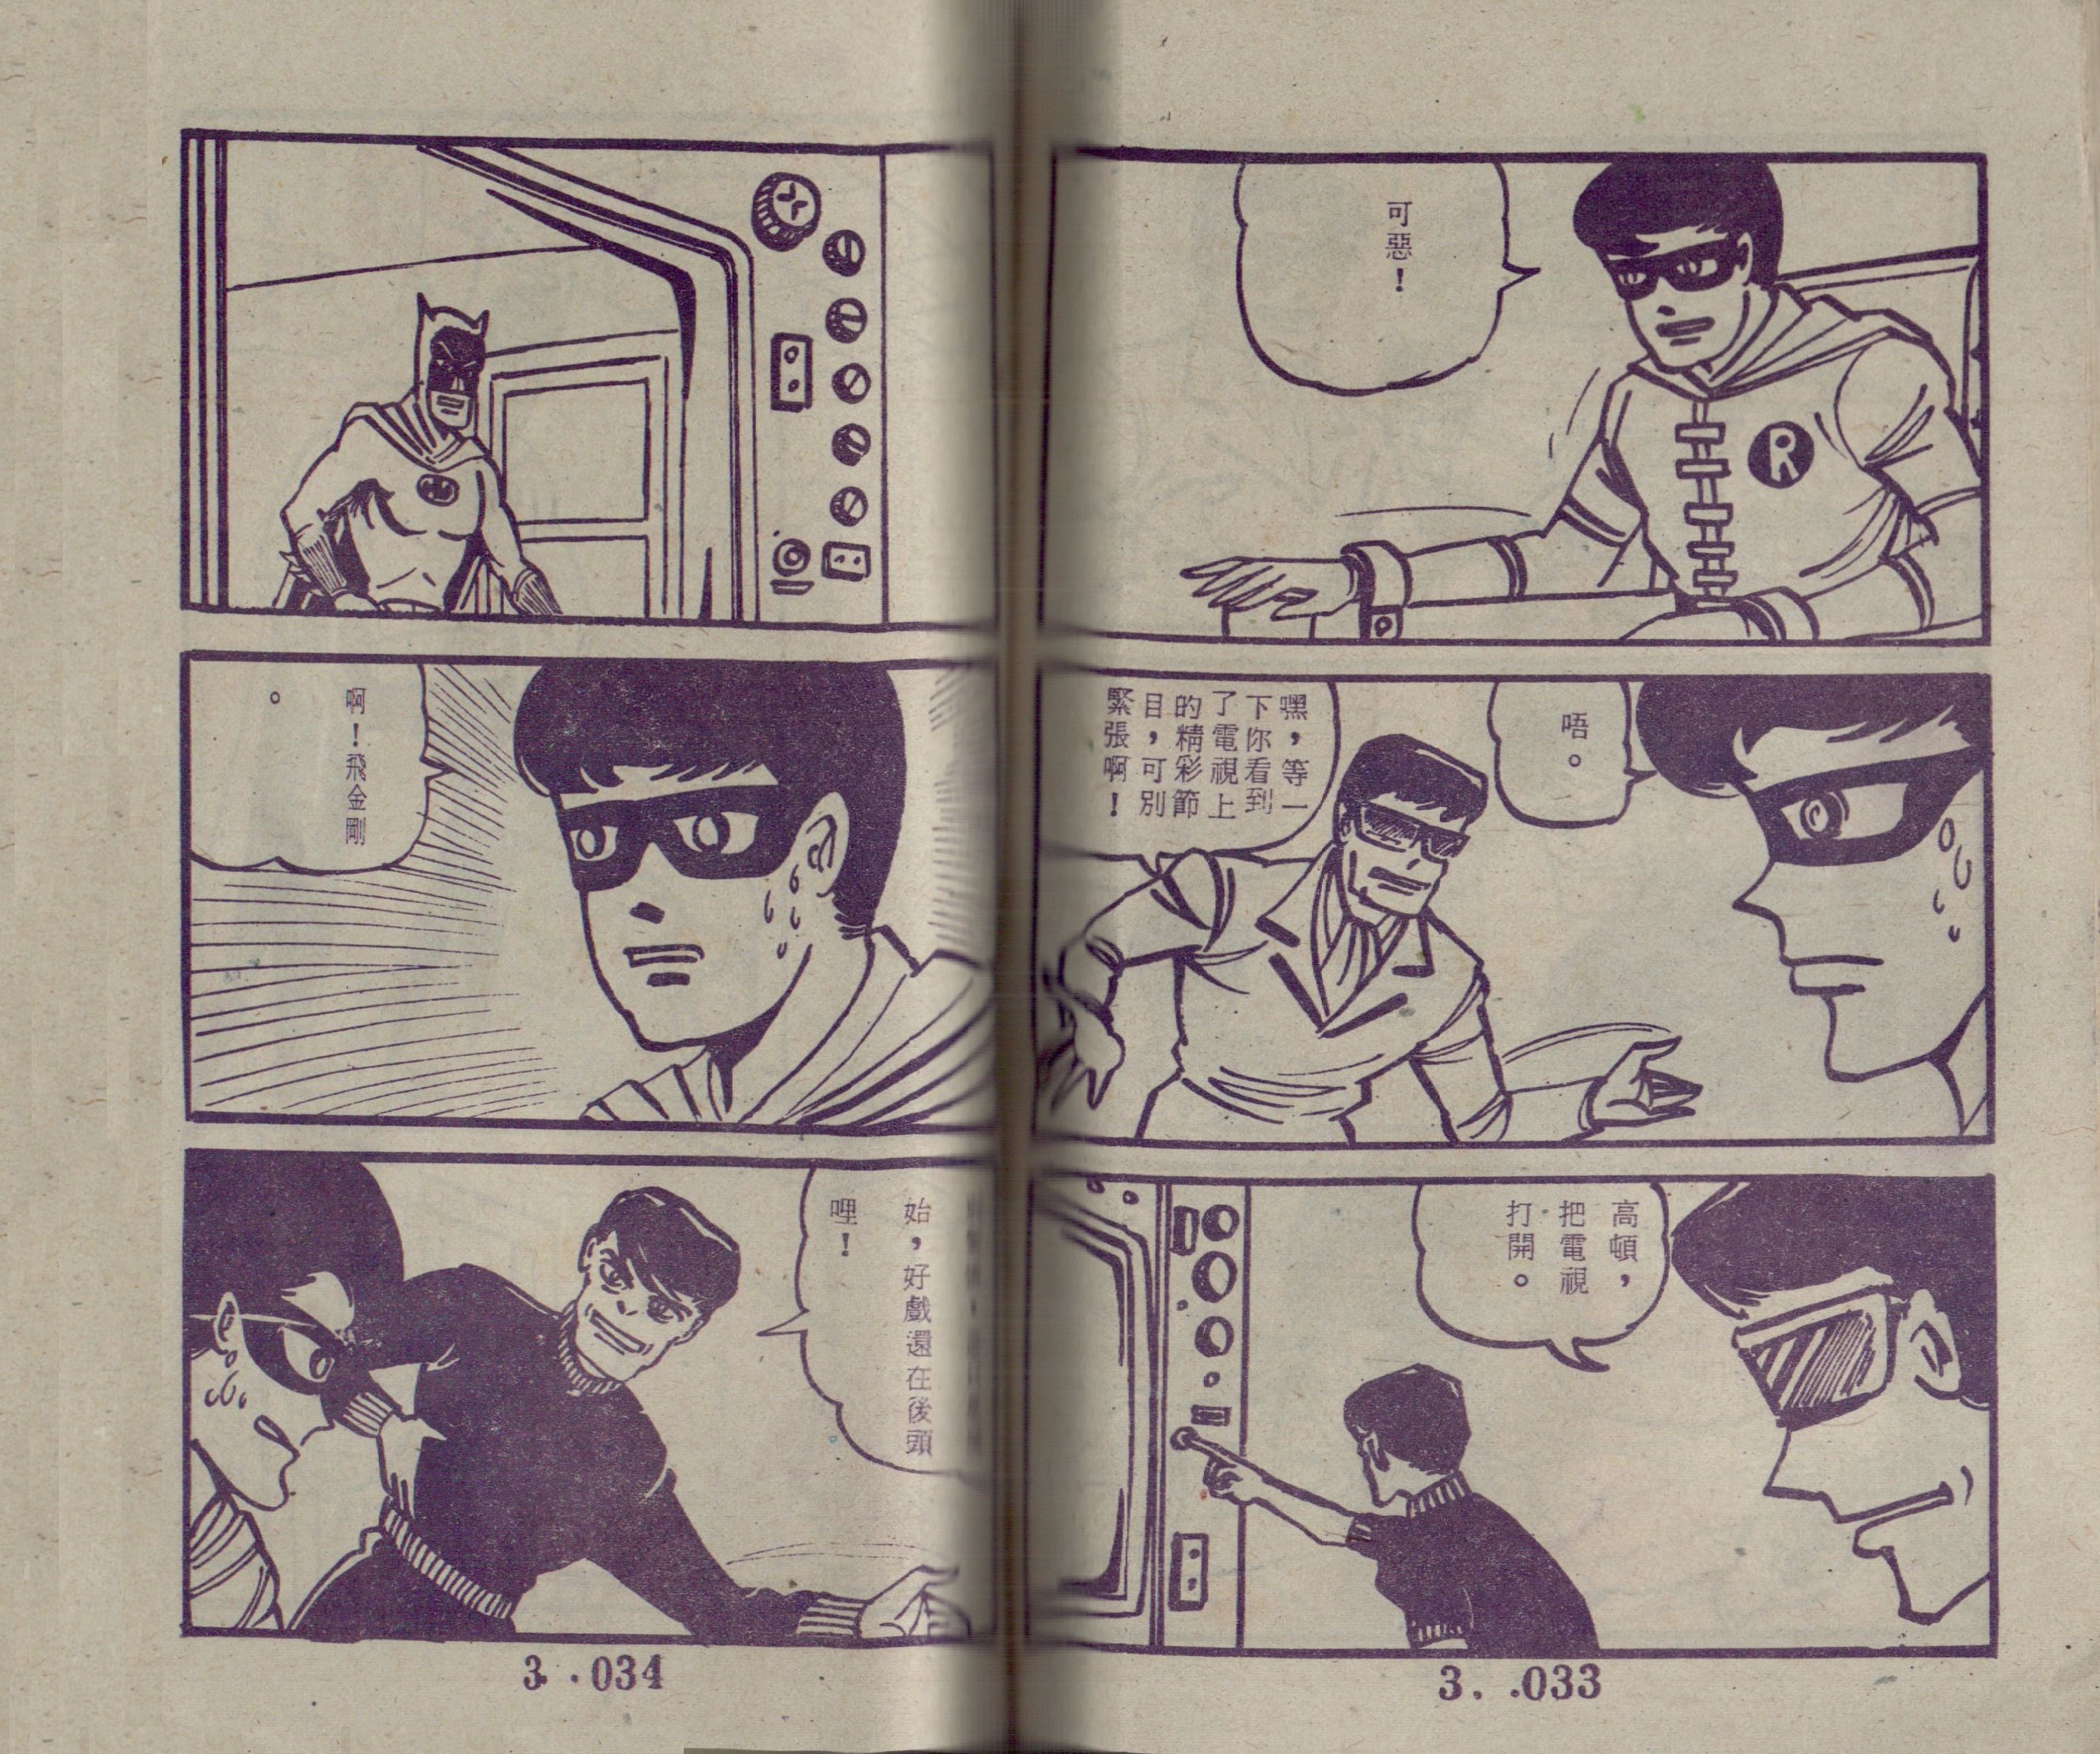 可惡！
R
唔。
嘿，等一
下你看到
了電視上
的精彩節
目，可別
緊張啊！
高頓，
把電視
打開。
3. .033
啊！飛金剛
。
始，好戲還在後頭
哩！
3 .034